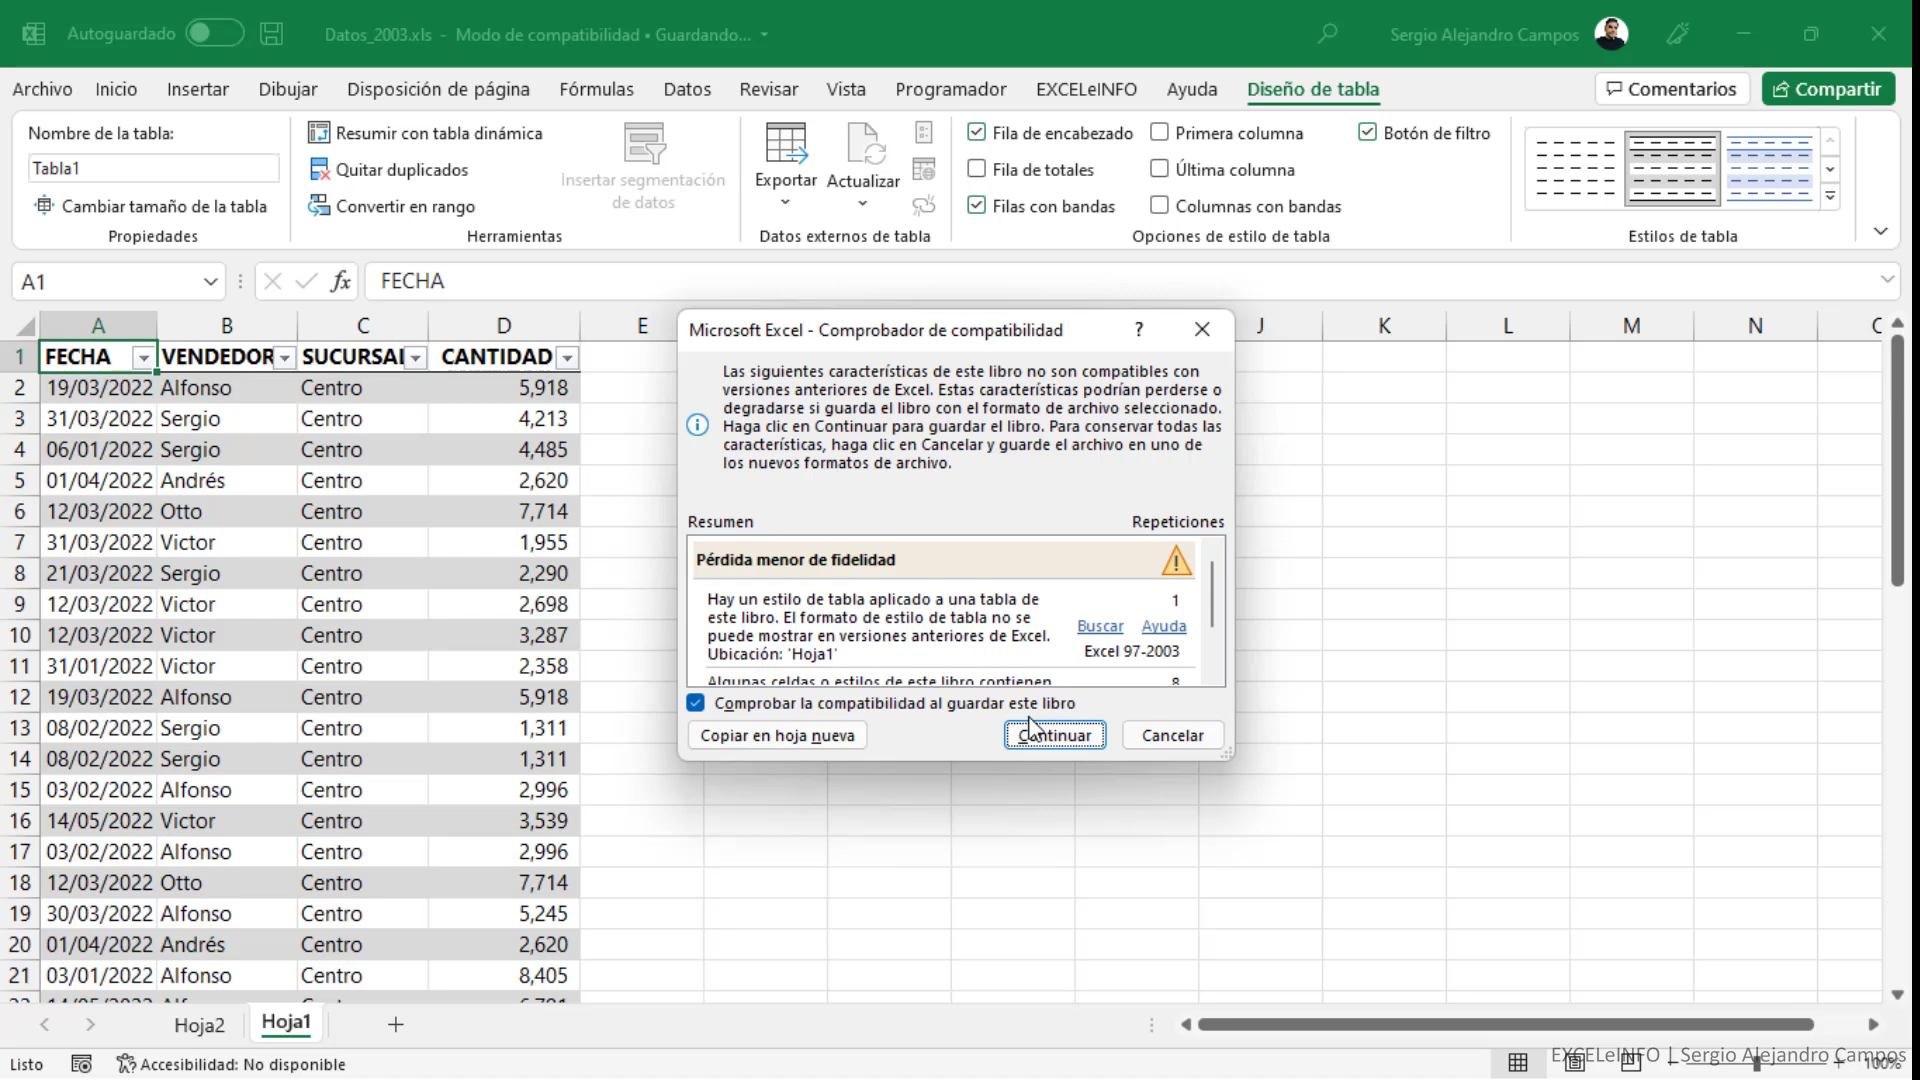 Autoguardado
Datos_2003.xls - Modo de compatibilidad • Guardando...
Sergio Alejandro Campos
Archivo Inicio Insertar Dibujar Disposición de página Fórmulas Datos Revisar Vista Programador EXCELeINFO Ayuda Diseño de tabla
Comentarios
Compartir
Nombre de la tabla:
Tabla1
Cambiar tamaño de la tabla
Propiedades
Resumir con tabla dinámica
Quitar duplicados
Convertir en rango
Insertar segmentación
de datos
Herramientas
Exportar
Actualizar
Datos externos de tabla
Fila de encabezado Primera columna Botón de filtro
Fila de totales Última columna
Filas con bandas Columnas con bandas
Opciones de estilo de tabla
Estilos de tabla
A1 fx FECHA
A B C D E J K L M N
1 FECHA VENDEDOR SUCURSAL CANTIDAD
2 19/03/2022 Alfonso Centro 5,918
3 31/03/2022 Sergio Centro 4,213
4 06/01/2022 Sergio Centro 4,485
5 01/04/2022 Andrés Centro 2,620
6 12/03/2022 Otto Centro 7,714
7 31/03/2022 Victor Centro 1,955
8 21/03/2022 Sergio Centro 2,290
9 12/03/2022 Victor Centro 2,698
10 12/03/2022 Victor Centro 3,287
11 31/01/2022 Victor Centro 2,358
12 19/03/2022 Alfonso Centro 5,918
13 08/02/2022 Sergio Centro 1,311
14 08/02/2022 Sergio Centro 1,311
15 03/02/2022 Alfonso Centro 2,996
16 14/05/2022 Victor Centro 3,539
17 03/02/2022 Alfonso Centro 2,996
18 12/03/2022 Otto Centro 7,714
19 30/03/2022 Alfonso Centro 5,245
20 01/04/2022 Andrés Centro 2,620
21 03/01/2022 Alfonso Centro 8,405
Microsoft Excel - Comprobador de compatibilidad ?
Las siguientes características de este libro no son compatibles con
versiones anteriores de Excel. Estas características podrían perderse o
degradarse si guarda el libro con el formato de archivo seleccionado.
Haga clic en Continuar para guardar el libro. Para conservar todas las
características, haga clic en Cancelar y guarde el archivo en uno de
los nuevos formatos de archivo.
Resumen Repeticiones
Pérdida menor de fidelidad
Hay un estilo de tabla aplicado a una tabla de
este libro. El formato de estilo de tabla no se
puede mostrar en versiones anteriores de Excel.
Ubicación: 'Hoja1'
1
Buscar Ayuda
Excel 97-2003
Algunas celdas o estilos de este libro contienen 8
Comprobar la compatibilidad al guardar este libro
Copiar en hoja nueva Continuar Cancelar
Hoja2 Hoja1
Listo
Accesibilidad: No disponible
EXCELeINFO | Sergio Alejandro Campos
100%